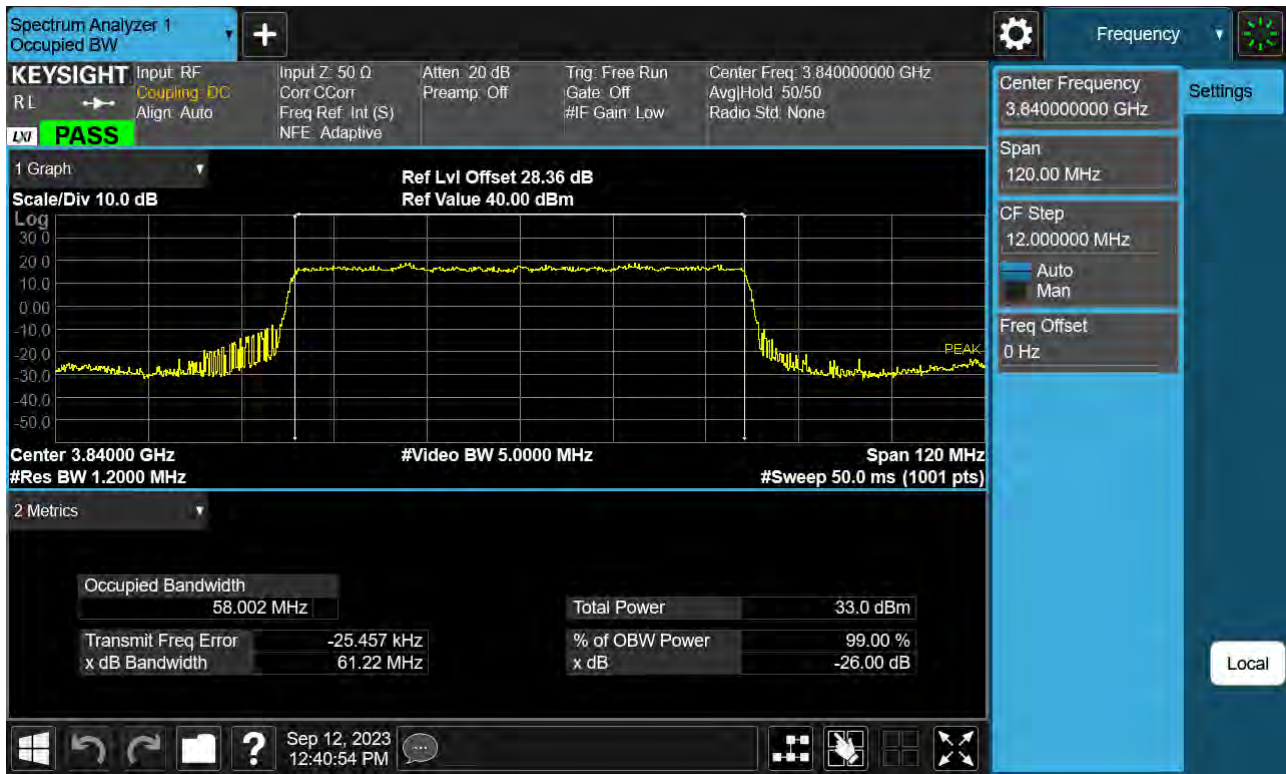 Spectrum Analyzer 1
Occupied BW
Frequency
KEYSIGHT
RL
LXI
PASS
Input: RF
Coupling: DC
Align: Auto
Input Z: 50 Ω
Corr CCorr
Freq Ref: Int (S)
NFE: Adaptive
Atten: 20 dB
Preamp: Off
Trig: Free Run
Gate: Off
#IF Gain: Low
Center Freq: 3.840000000 GHz
Avg|Hold: 50/50
Radio Std: None
1 Graph
Scale/Div 10.0 dB
Ref Lvl Offset 28.36 dB
Ref Value 40.00 dBm
Log
30.0
20.0
10.0
0.00
-10.0
-20.0
-30.0
-40.0
-50.0
PEAK
Center 3.84000 GHz
#Video BW 5.0000 MHz
Span 120 MHz
#Res BW 1.2000 MHz
#Sweep 50.0 ms (1001 pts)
2 Metrics
Occupied Bandwidth
58.002 MHz
Transmit Freq Error -25.457 kHz
x dB Bandwidth 61.22 MHz
Total Power 33.0 dBm
% of OBW Power 99.00 %
x dB -26.00 dB
Center Frequency
3.840000000 GHz
Span
120.00 MHz
CF Step
12.000000 MHz
Auto
Man
Freq Offset
0 Hz
Settings
Local
?
Sep 12, 2023
12:40:54 PM